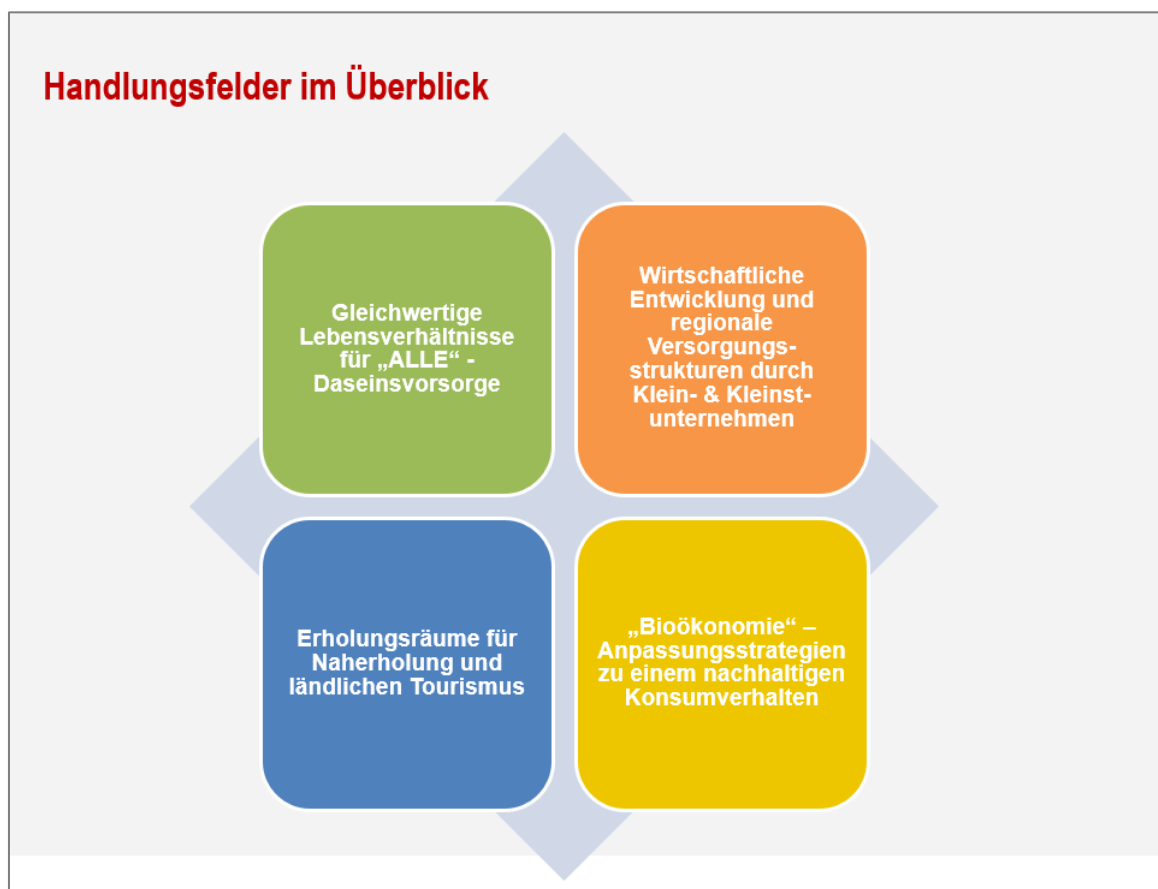 Handlungsfelder im Überblick
Gleichwertige
Lebensverhältnisse
für „ALLE“ -
Daseinsvorsorge
Wirtschaftliche
Entwicklung und
regionale
Versorgungs-
strukturen durch
Klein- & Kleinst-
unternehmen
Erholungsräume für
Naherholung und
ländlichen Tourismus
„Bioökonomie“ –
Anpassungsstrategien
zu einem nachhaltigen
Konsumverhalten